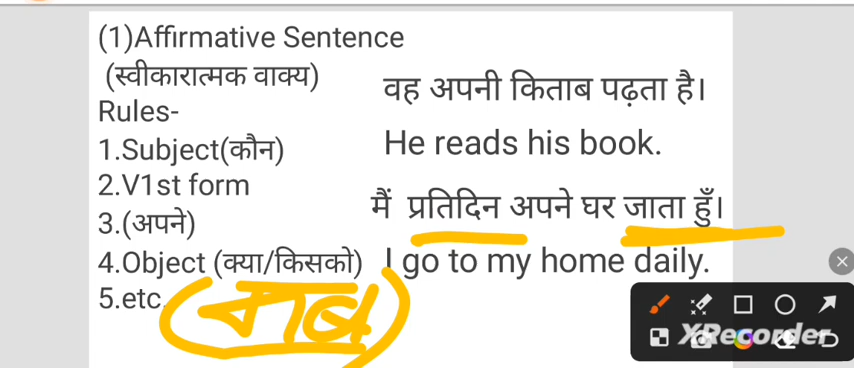 (1)Affirmative Sentence
(स्वीकारात्मक वाक्य)
Rules-
1.Subject(कौन)
2.V1st form
3.(अपने)
4.Object (क्या/किसको)
5.etc
वह अपनी किताब पढ़ता है।
He reads his book.
मैं प्रतिदिन अपने घर जाता हुँ।
I go to my home daily.
XRecorder